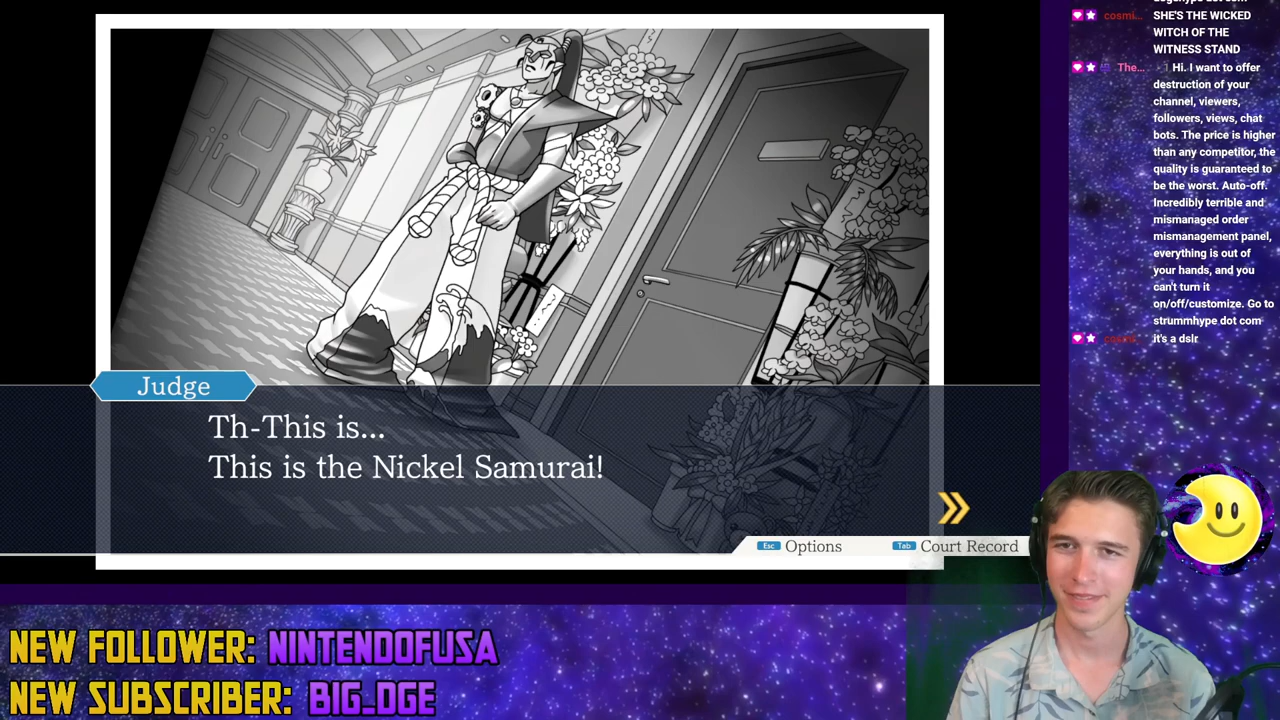 cosmi...
SHE'S THE WICKED
WITCH OF THE
WITNESS STAND
The... Hi. I want to offer
destruction of your
channel, viewers,
followers, views, chat
bots. The price is higher
than any competitor, the
quality is guaranteed to
be the worst. Auto-off.
Incredibly terrible and
mismanaged order
mismanagement panel,
everything is out of
your hands, and you
can't turn it
on/off/customize. Go to
strummhype dot com
it's a dslr
Judge
Th-This is...
This is the Nickel Samurai!
Esc Options Tab Court Record
NEW FOLLOWER: NINTENDOFUSA
NEW SUBSCRIBER: BIG_DGE